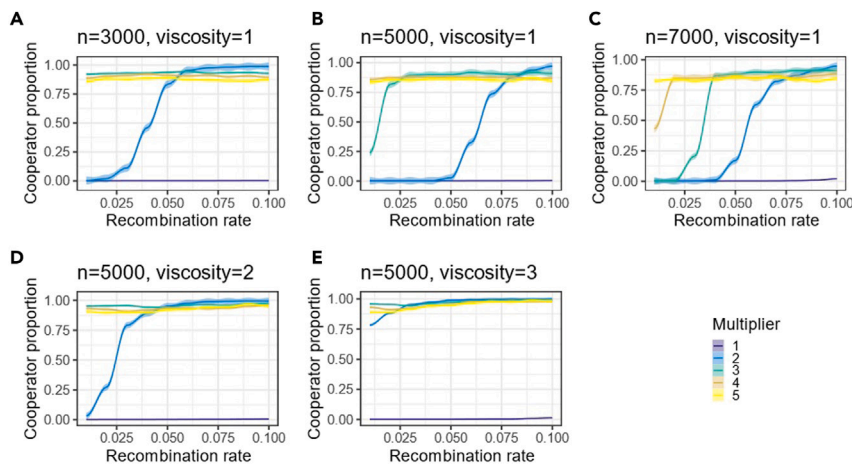 A
n=3000, viscosity=1
Cooperator proportion
1.00
0.75
0.50
0.25
0.00
0.025 0.050 0.075 0.100
Recombination rate
B
n=5000, viscosity=1
Cooperator proportion
1.00
0.75
0.50
0.25
0.00
0.025 0.050 0.075 0.100
Recombination rate
C
n=7000, viscosity=1
Cooperator proportion
1.00
0.75
0.50
0.25
0.00
0.025 0.050 0.075 0.100
Recombination rate
D
n=5000, viscosity=2
Cooperator proportion
1.00
0.75
0.50
0.25
0.00
0.025 0.050 0.075 0.100
Recombination rate
E
n=5000, viscosity=3
Cooperator proportion
1.00
0.75
0.50
0.25
0.00
0.025 0.050 0.075 0.100
Recombination rate
Multiplier
1
2
3
4
5